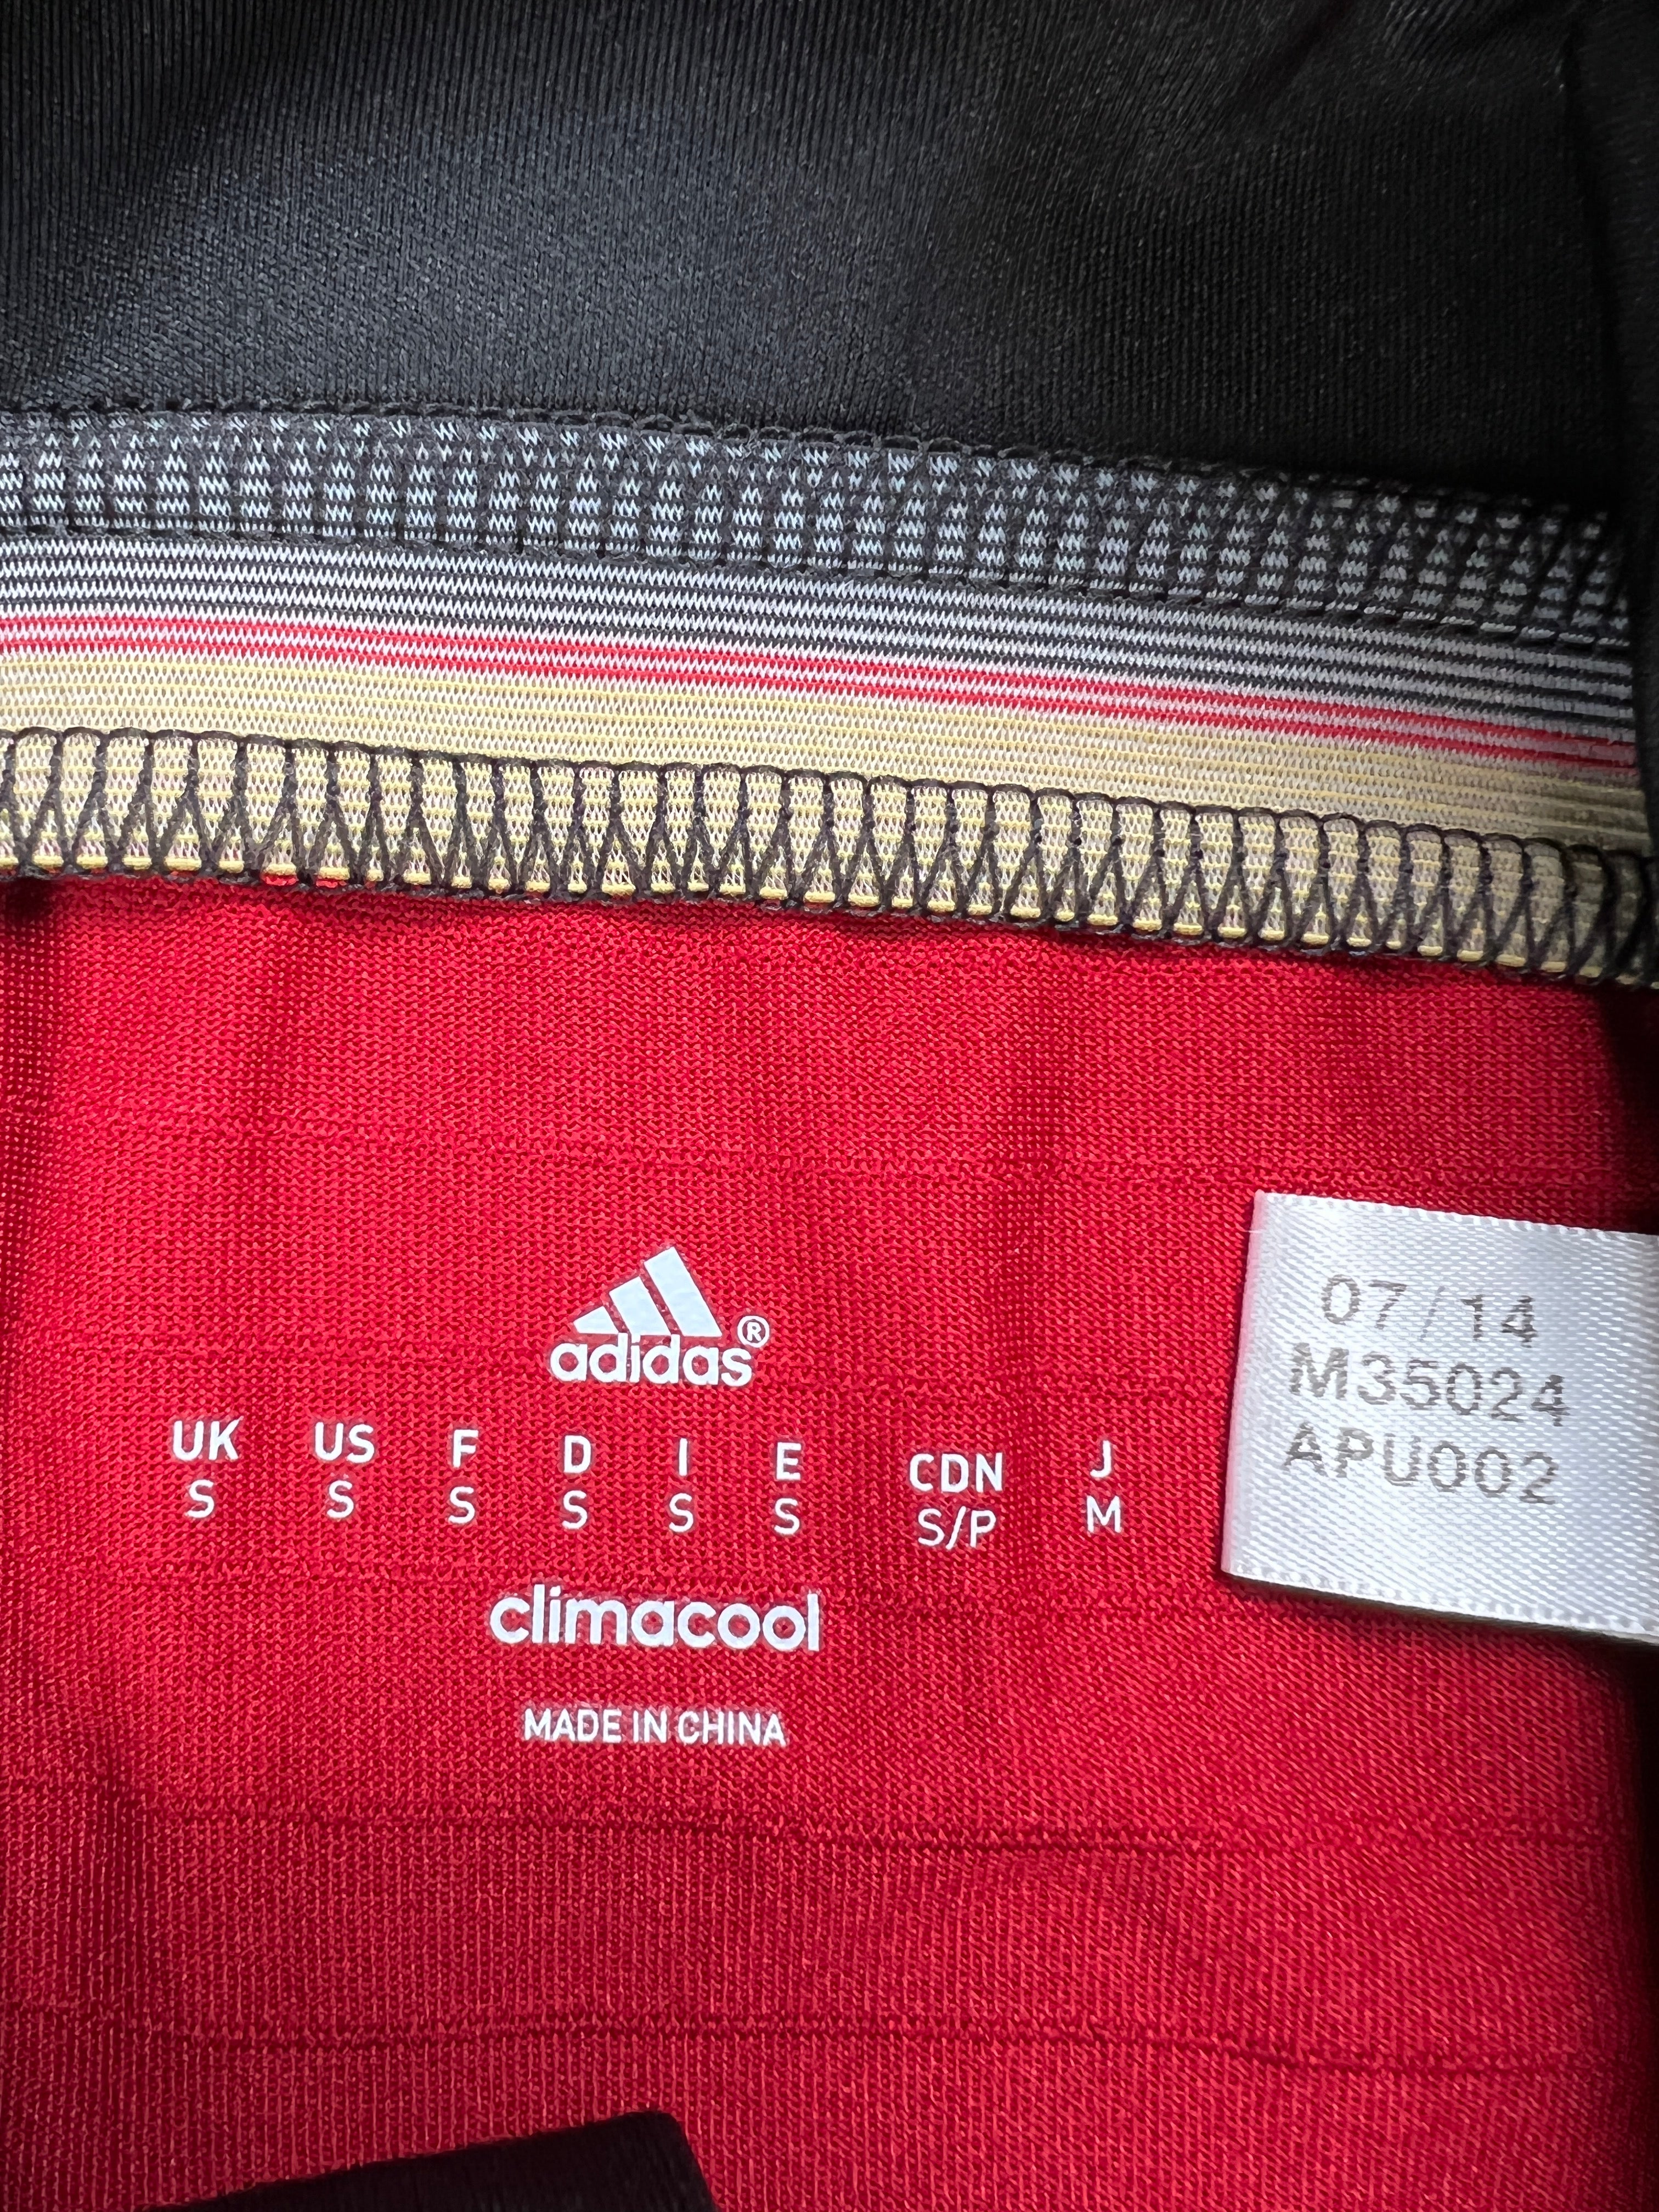 adidas®
UK US F D I E CDN J
S S S S S S S/P M
climacool
MADE IN CHINA
07/14
M35024
APU002